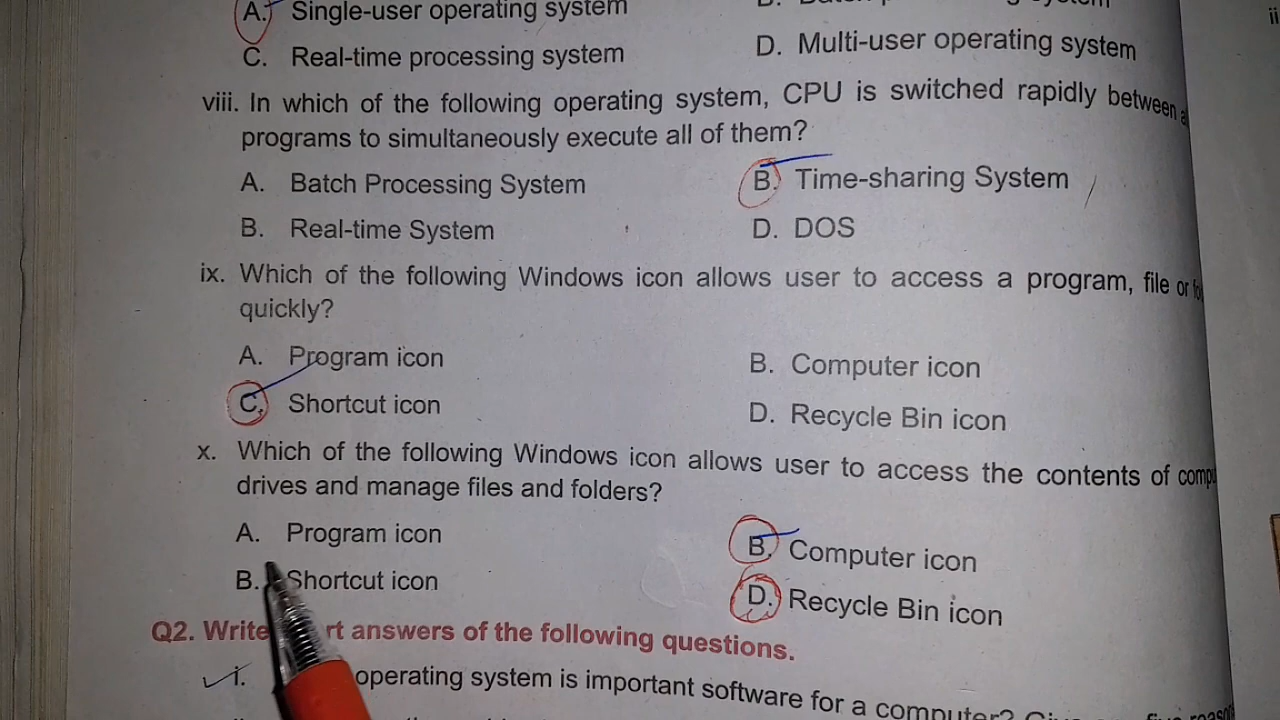 A. Single-user operating system
C. Real-time processing system D. Multi-user operating system
viii. In which of the following operating system, CPU is switched rapidly between
programs to simultaneously execute all of them?
A. Batch Processing System B. Time-sharing System
B. Real-time System D. DOS
ix. Which of the following Windows icon allows user to access a program, file or
quickly?
A. Program icon B. Computer icon
C. Shortcut icon D. Recycle Bin icon
x. Which of the following Windows icon allows user to access the contents of
drives and manage files and folders?
A. Program icon B. Computer icon
B. Shortcut icon D. Recycle Bin icon
Q2. Write answers of the following questions.
i. operating system is important software for a computer?
ii